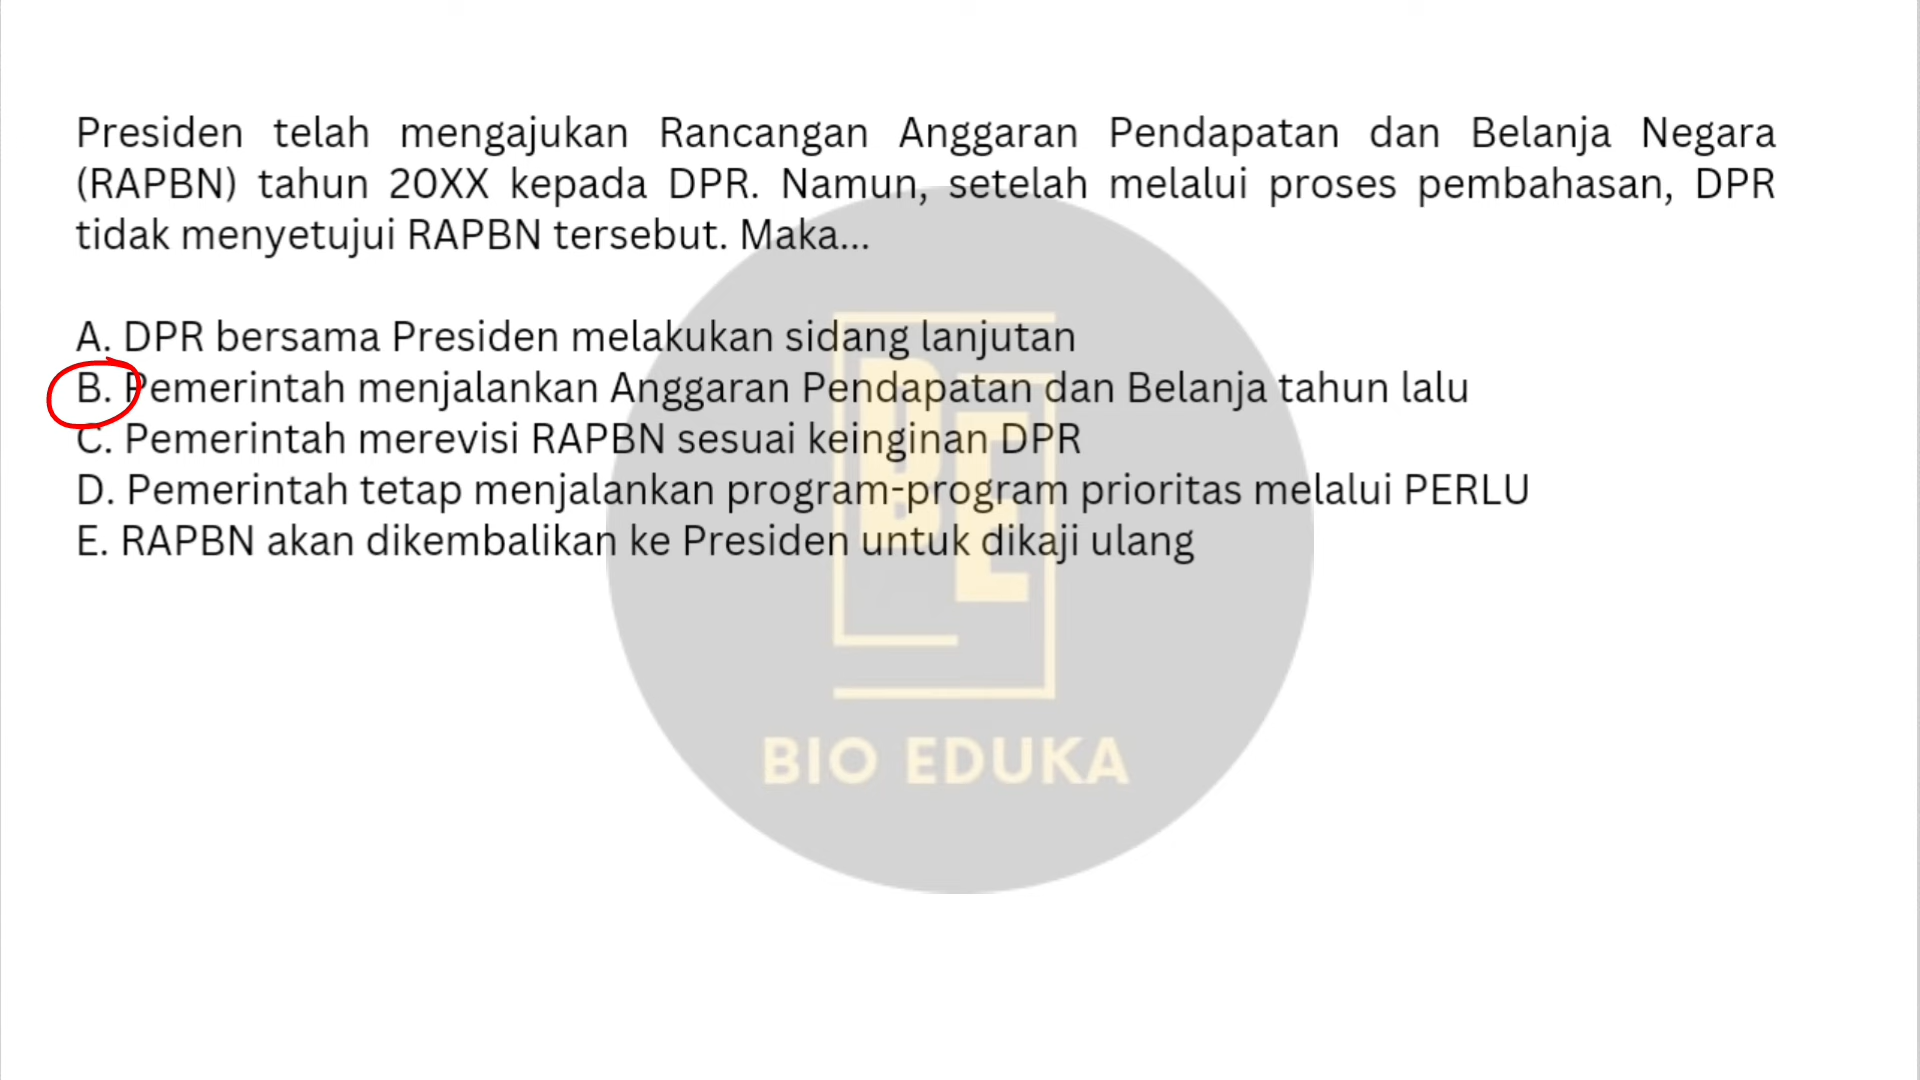 Presiden telah mengajukan Rancangan Anggaran Pendapatan dan Belanja Negara
(RAPBN) tahun 20XX kepada DPR. Namun, setelah melalui proses pembahasan, DPR
tidak menyetujui RAPBN tersebut. Maka...
A. DPR bersama Presiden melakukan sidang lanjutan
B. Pemerintah menjalankan Anggaran Pendapatan dan Belanja tahun lalu
C. Pemerintah merevisi RAPBN sesuai keinginan DPR
D. Pemerintah tetap menjalankan program-program prioritas melalui PERLU
E. RAPBN akan dikembalikan ke Presiden untuk dikaji ulang
BE
BIO EDUKA